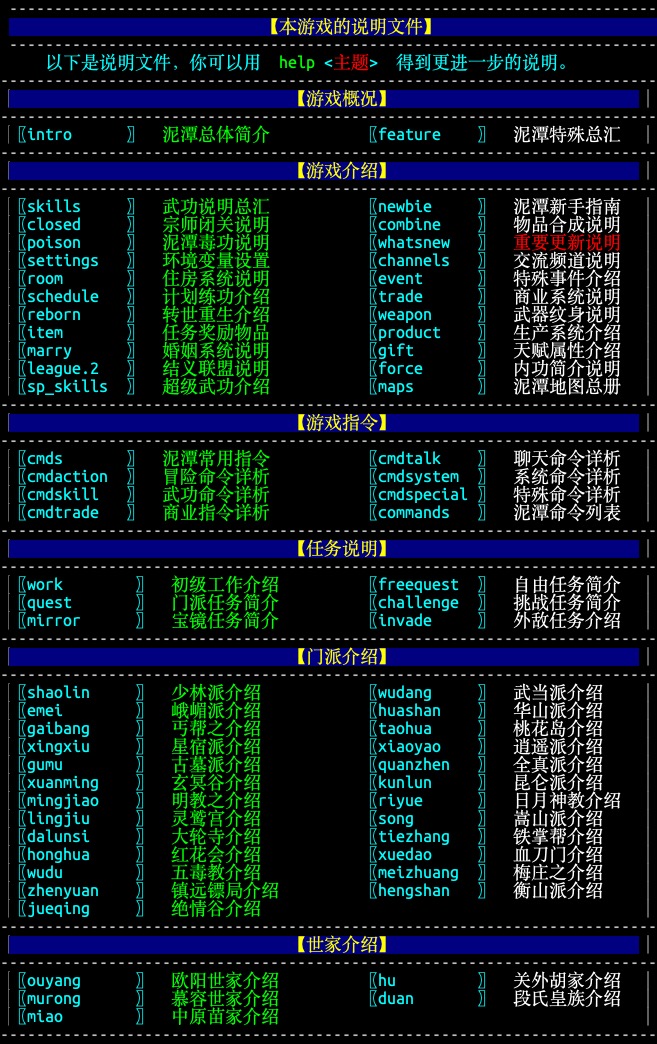 【本游戏的说明文件】
以下是说明文件，你可以用 help <主题> 得到更进一步的说明。
【游戏概况】
〖intro 〗 泥潭总体简介 〖feature 〗 泥潭特殊总汇
【游戏介绍】
〖skills 〗 武功说明总汇 〖newbie 〗 泥潭新手指南
〖closed 〗 宗师闭关说明 〖combine 〗 物品合成说明
〖poison 〗 泥潭毒功说明 〖whatsnew 〗 重要更新说明
〖settings 〗 环境变量设置 〖channels 〗 交流频道说明
〖room 〗 住房系统说明 〖event 〗 特殊事件介绍
〖schedule 〗 计划练功介绍 〖trade 〗 商业系统说明
〖reborn 〗 转世重生介绍 〖weapon 〗 武器纹身说明
〖item 〗 任务奖励物品 〖product 〗 生产系统介绍
〖marry 〗 婚姻系统说明 〖gift 〗 天赋属性介绍
〖league.2 〗 结义联盟说明 〖force 〗 内功简介说明
〖sp_skills 〗 超级武功介绍 〖maps 〗 泥潭地图总册
【游戏指令】
〖cmds 〗 泥潭常用指令 〖cmdtalk 〗 聊天命令详析
〖cmdaction 〗 冒险命令详析 〖cmdsystem 〗 系统命令详析
〖cmdskill 〗 武功命令详析 〖cmdspecial 〗 特殊命令详析
〖cmdtrade 〗 商业指令详析 〖commands 〗 泥潭命令列表
【任务说明】
〖work 〗 初级工作介绍 〖freequest 〗 自由任务简介
〖quest 〗 门派任务简介 〖challenge 〗 挑战任务简介
〖mirror 〗 宝镜任务简介 〖invade 〗 外敌任务介绍
【门派介绍】
〖shaolin 〗 少林派介绍 〖wudang 〗 武当派介绍
〖emei 〗 峨嵋派介绍 〖huashan 〗 华山派介绍
〖gaibang 〗 丐帮之介绍 〖taohua 〗 桃花岛介绍
〖xingxiu 〗 星宿派介绍 〖xiaoyao 〗 逍遥派介绍
〖gumu 〗 古墓派介绍 〖quanzhen 〗 全真派介绍
〖xuanming 〗 玄冥谷介绍 〖kunlun 〗 昆仑派介绍
〖mingjiao 〗 明教之介绍 〖riyue 〗 日月神教介绍
〖lingjiu 〗 灵鹫宫介绍 〖song 〗 嵩山派介绍
〖dalunsi 〗 大轮寺介绍 〖tiezhang 〗 铁掌帮介绍
〖honghua 〗 红花会介绍 〖xuedao 〗 血刀门介绍
〖wudu 〗 五毒教介绍 〖meizhuang 〗 梅庄之介绍
〖zhenyuan 〗 镇远镖局介绍 〖hengshan 〗 衡山派介绍
〖jueqing 〗 绝情谷介绍
【世家介绍】
〖ouyang 〗 欧阳世家介绍 〖hu 〗 关外胡家介绍
〖murong 〗 慕容世家介绍 〖duan 〗 段氏皇族介绍
〖miao 〗 中原苗家介绍